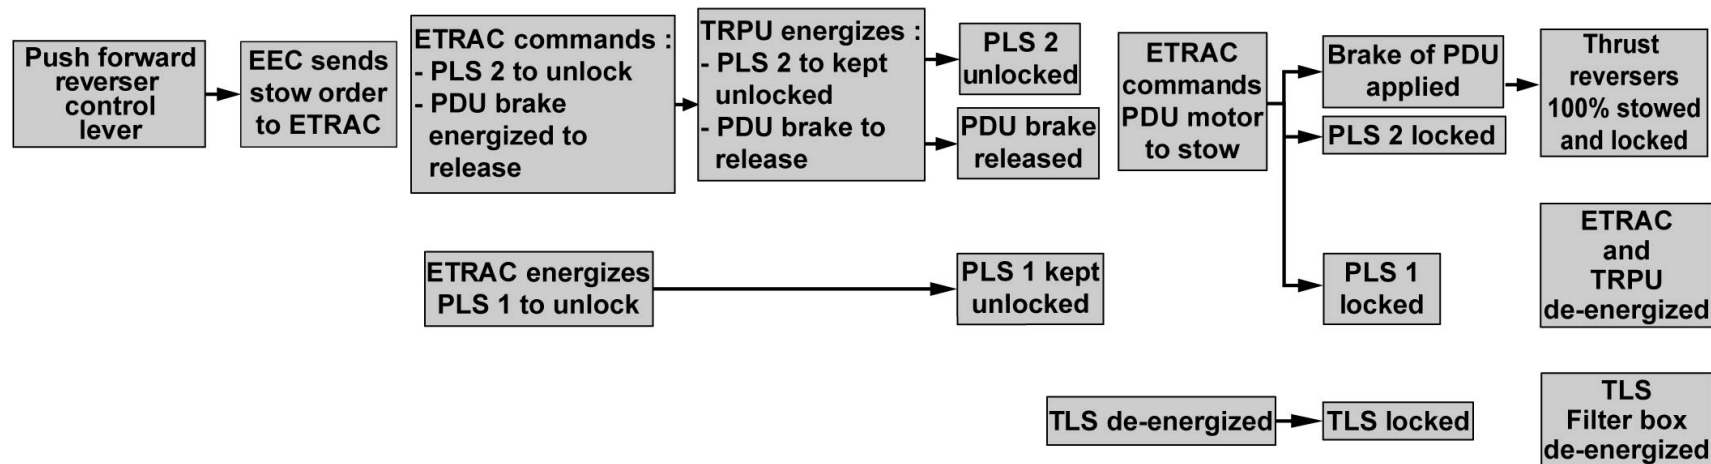 Push forward
reverser
control
lever
EEC sends
stow order
to ETRAC
ETRAC commands :
- PLS 2 to unlock
- PDU brake
energized to
release
TRPU energizes :
- PLS 2 to kept
unlocked
- PDU brake to
release
PLS 2
unlocked
PDU brake
released
ETRAC
commands
PDU motor
to stow
Brake of PDU
applied
PLS 2 locked
Thrust
reversers
100% stowed
and locked
ETRAC energizes
PLS 1 to unlock
PLS 1 kept
unlocked
PLS 1
locked
ETRAC
and
TRPU
de-energized
TLS de-energized
TLS locked
TLS
Filter box
de-energized